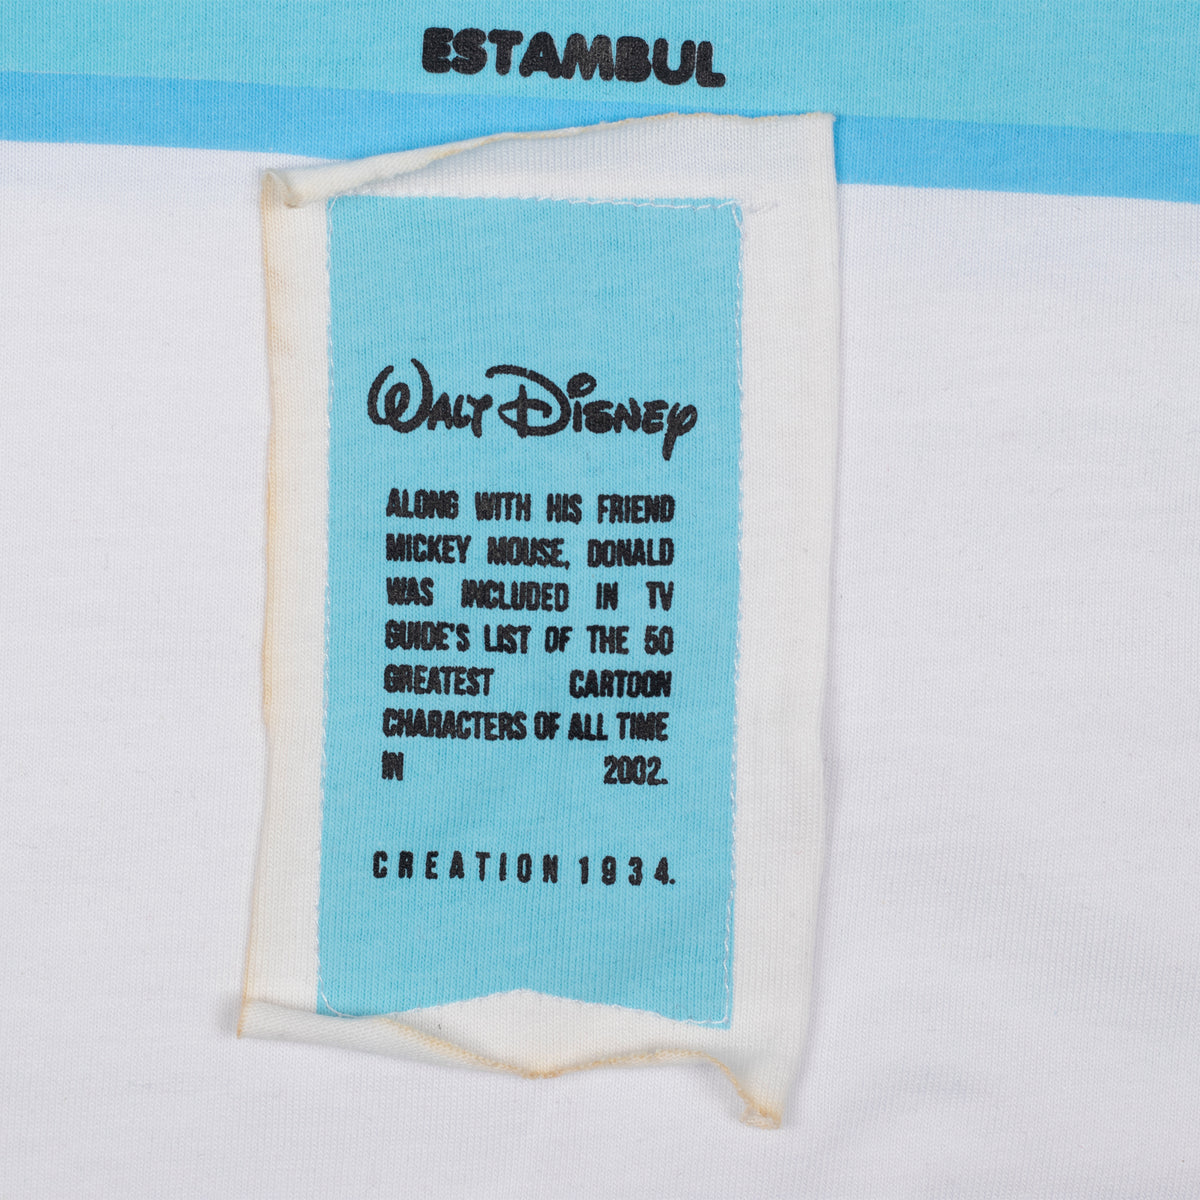 ESTAMBUL
WALT DISNEY
ALONG WITH HIS FRIEND
MICKEY MOUSE, DONALD
WAS INCLUDED IN TV
GUIDE'S LIST OF THE 50
GREATEST CARTOON
CHARACTERS OF ALL TIME
IN 2002.
CREATION 1934.